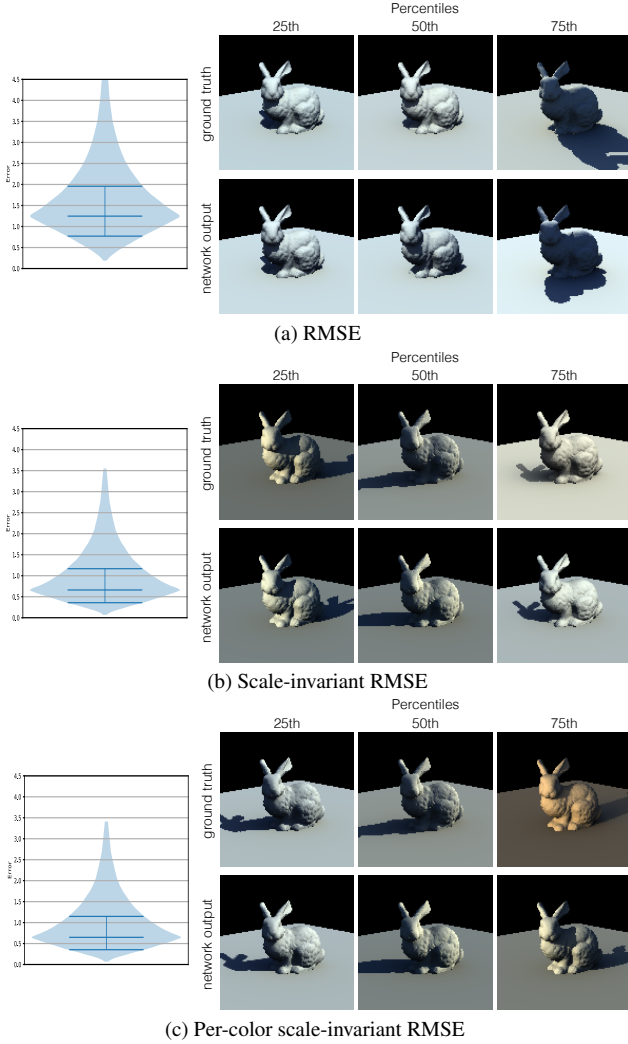 Percentiles
25th 50th 75th
4.5
4.0
3.5
3.0
2.5
2.0
1.5
1.0
0.5
0.0
Error
ground truth
network output
(a) RMSE
Percentiles
25th 50th 75th
4.5
4.0
3.5
3.0
2.5
2.0
1.5
1.0
0.5
0.0
Error
ground truth
network output
(b) Scale-invariant RMSE
Percentiles
25th 50th 75th
4.5
4.0
3.5
3.0
2.5
2.0
1.5
1.0
0.5
0.0
Error
ground truth
network output
(c) Per-color scale-invariant RMSE